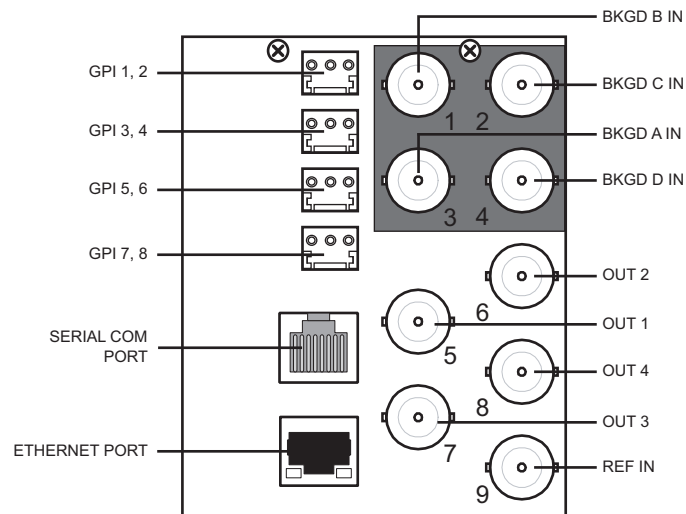 BKGD B IN
GPI 1, 2
BKGD C IN
1 2
BKGD A IN
GPI 3, 4
BKGD D IN
GPI 5, 6
3 4
GPI 7, 8
OUT 2
6
OUT 1
SERIAL COM
PORT
5
OUT 4
8
OUT 3
7
ETHERNET PORT
REF IN
9